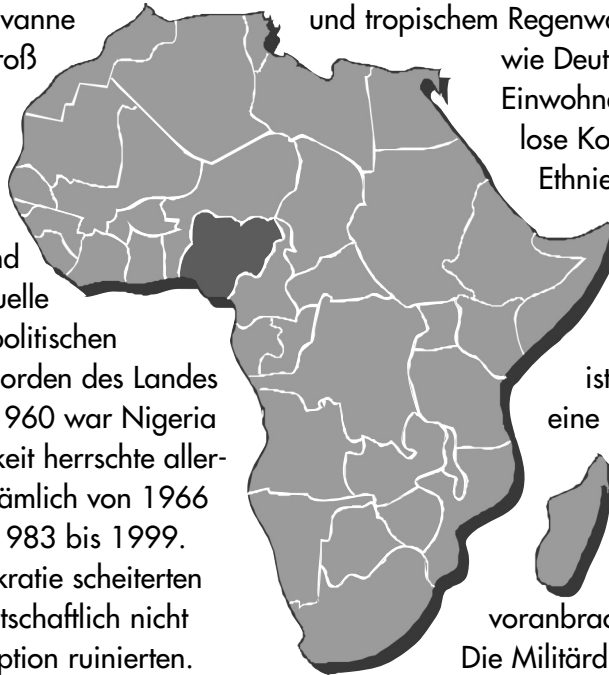 vanne und tropischem Regenwa
roß wie Deut
Einwohne
lose Ko
Ethnie
nd
uelle
politischen
orden des Landes ist
1960 war Nigeria eine
keit herrschte aller-
ämlich von 1966
1983 bis 1999.
kratie scheiterten
tschaftlich nicht voranbrac
ption ruinierten. Die Militärd